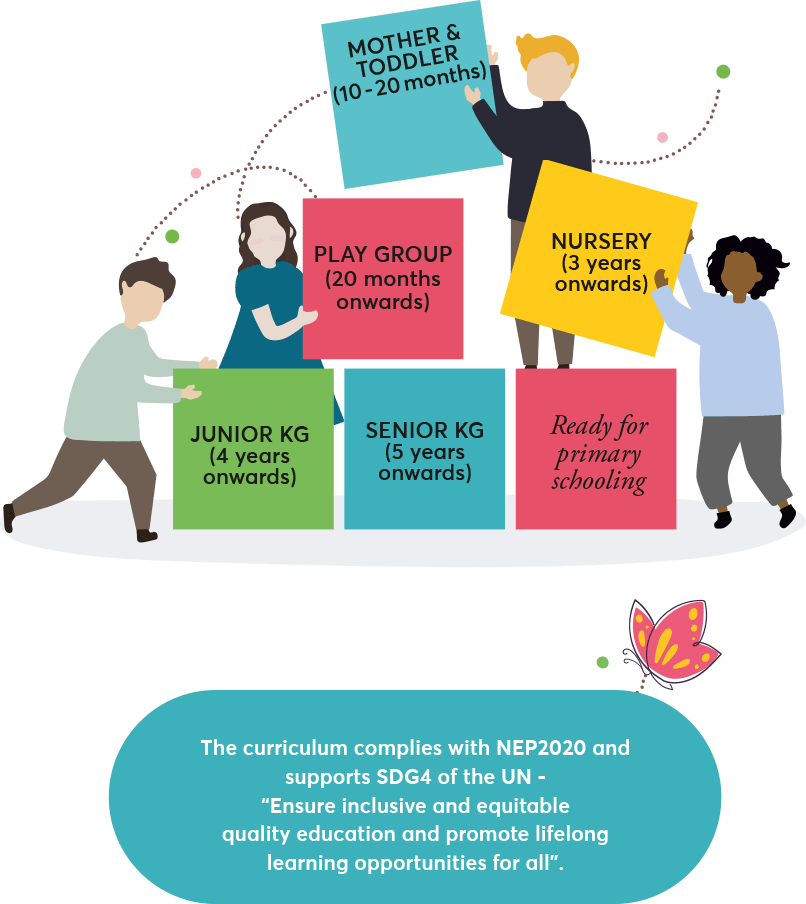 MOTHER &
TODDLER
(10 - 20 months)
PLAY GROUP
(20 months
onwards)
NURSERY
(3 years
onwards)
JUNIOR KG
(4 years
onwards)
SENIOR KG
(5 years
onwards)
Ready for
primary
schooling
The curriculum complies with NEP2020 and
supports SDG4 of the UN -
“Ensure inclusive and equitable
quality education and promote lifelong
learning opportunities for all”.